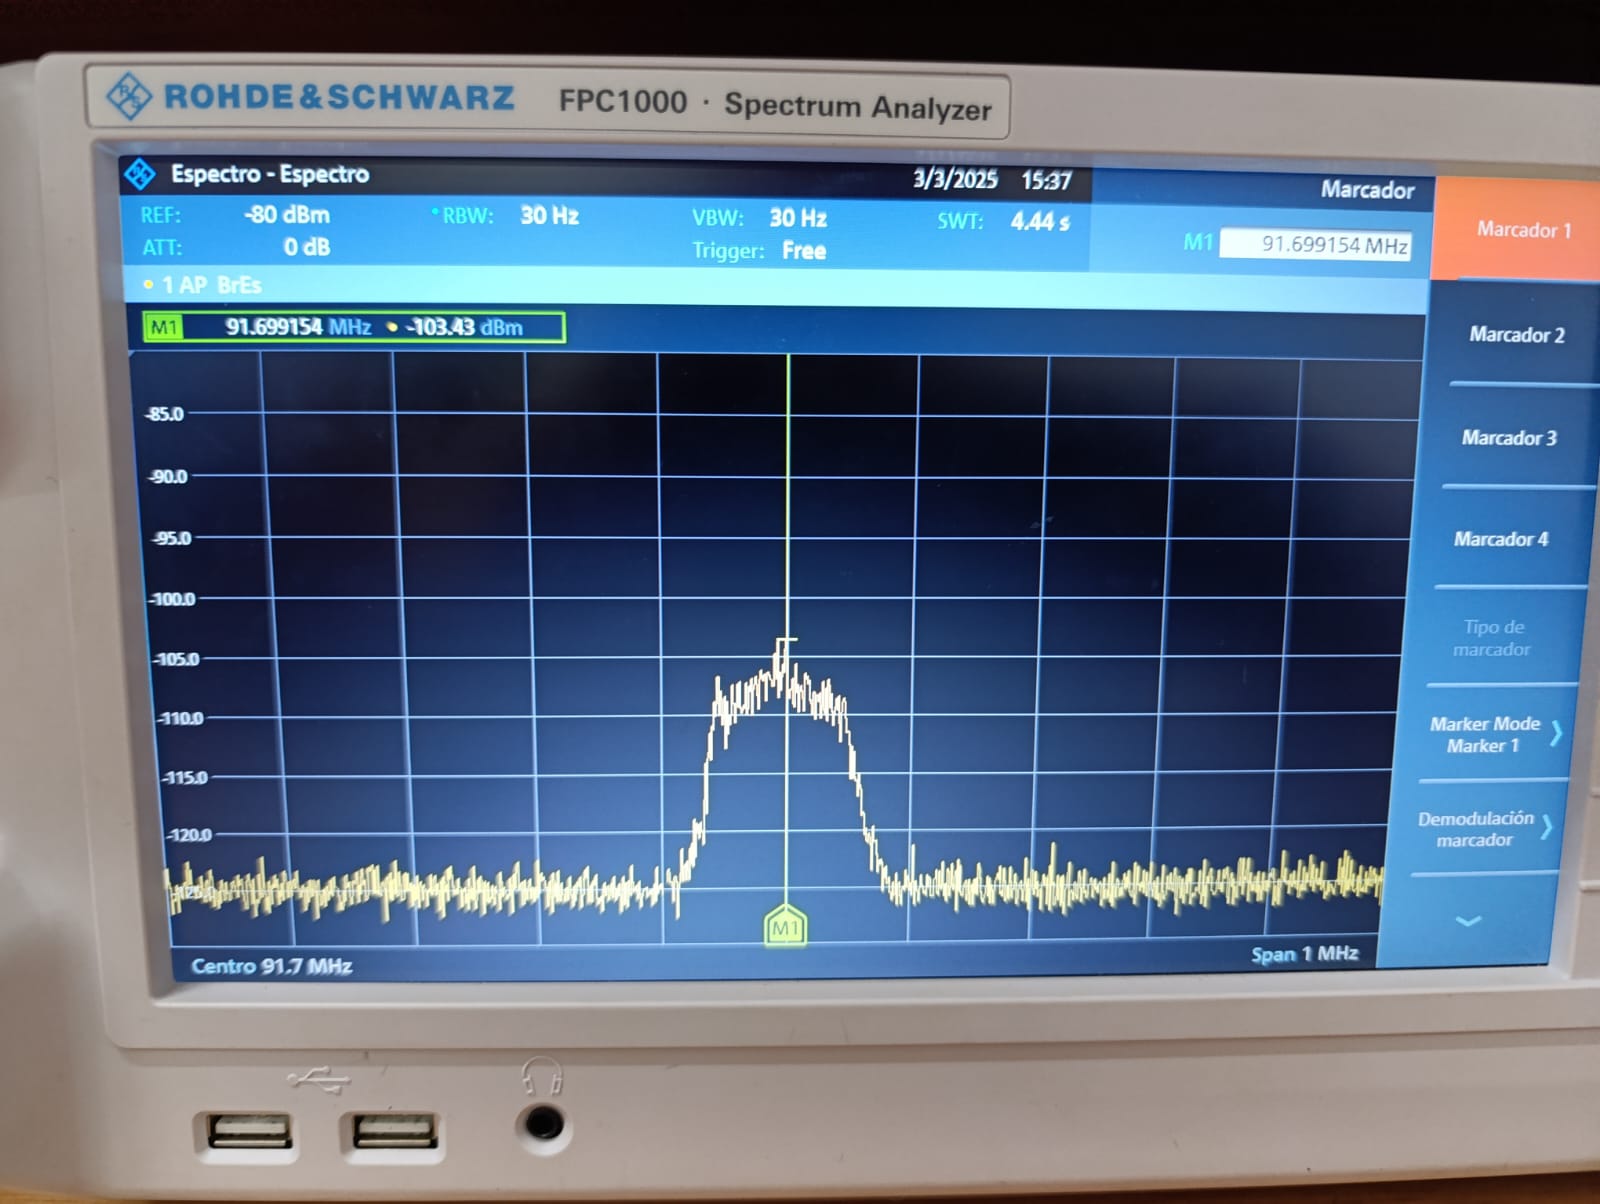 ROHDE & SCHWARZ FPC1000 · Spectrum Analyzer
Espectro - Espectro 3/3/2025 15:37 Marcador
REF: -80 dBm RBW: 30 Hz VBW: 30 Hz SWT: 4.44 s
ATT: 0 dB Trigger: Free M1 91.699154 MHz
1 AP BrEs
M1 91.699154 MHz -103.43 dBm
-85.0
-90.0
-95.0
-100.0
-105.0
-110.0
-115.0
-120.0
-125.0
M1
Centro 91.7 MHz Span 1 MHz
Marcador 1
Marcador 2
Marcador 3
Marcador 4
Tipo de
marcador
Marker Mode
Marker 1
Demodulación
marcador